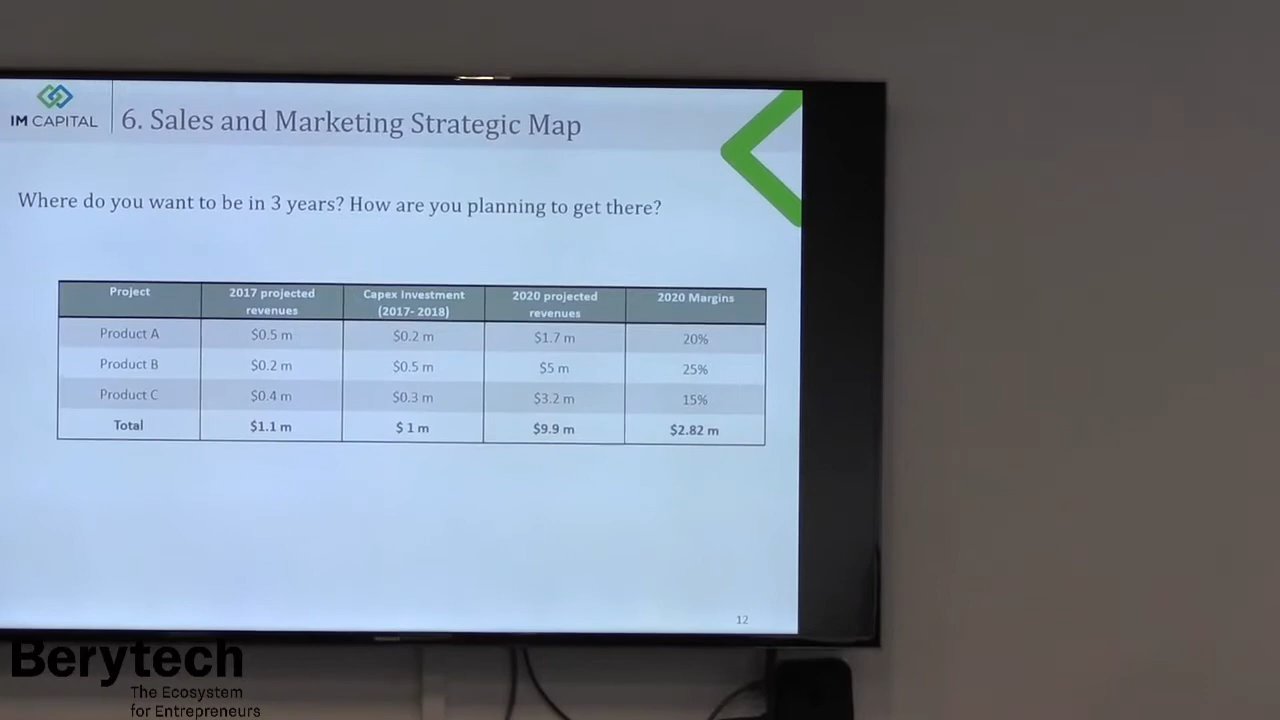 IM CAPITAL
6. Sales and Marketing Strategic Map
Where do you want to be in 3 years? How are you planning to get there?
Project 2017 projected revenues Capex Investment (2017- 2018) 2020 projected revenues 2020 Margins
Product A $0.5 m $0.2 m $1.7 m 20%
Product B $0.2 m $0.5 m $5 m 25%
Product C $0.4 m $0.3 m $3.2 m 15%
Total $1.1 m $ 1 m $9.9 m $2.82 m
12
Berytech
The Ecosystem
for Entrepreneurs